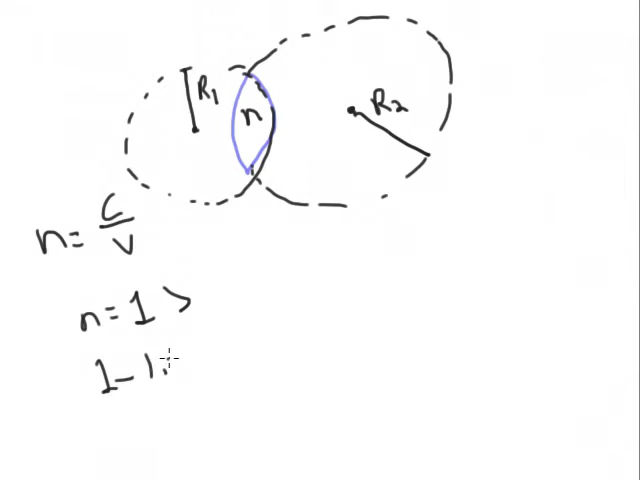 R1
n
R2
n = C/V
n = 1 >
1 - 1.